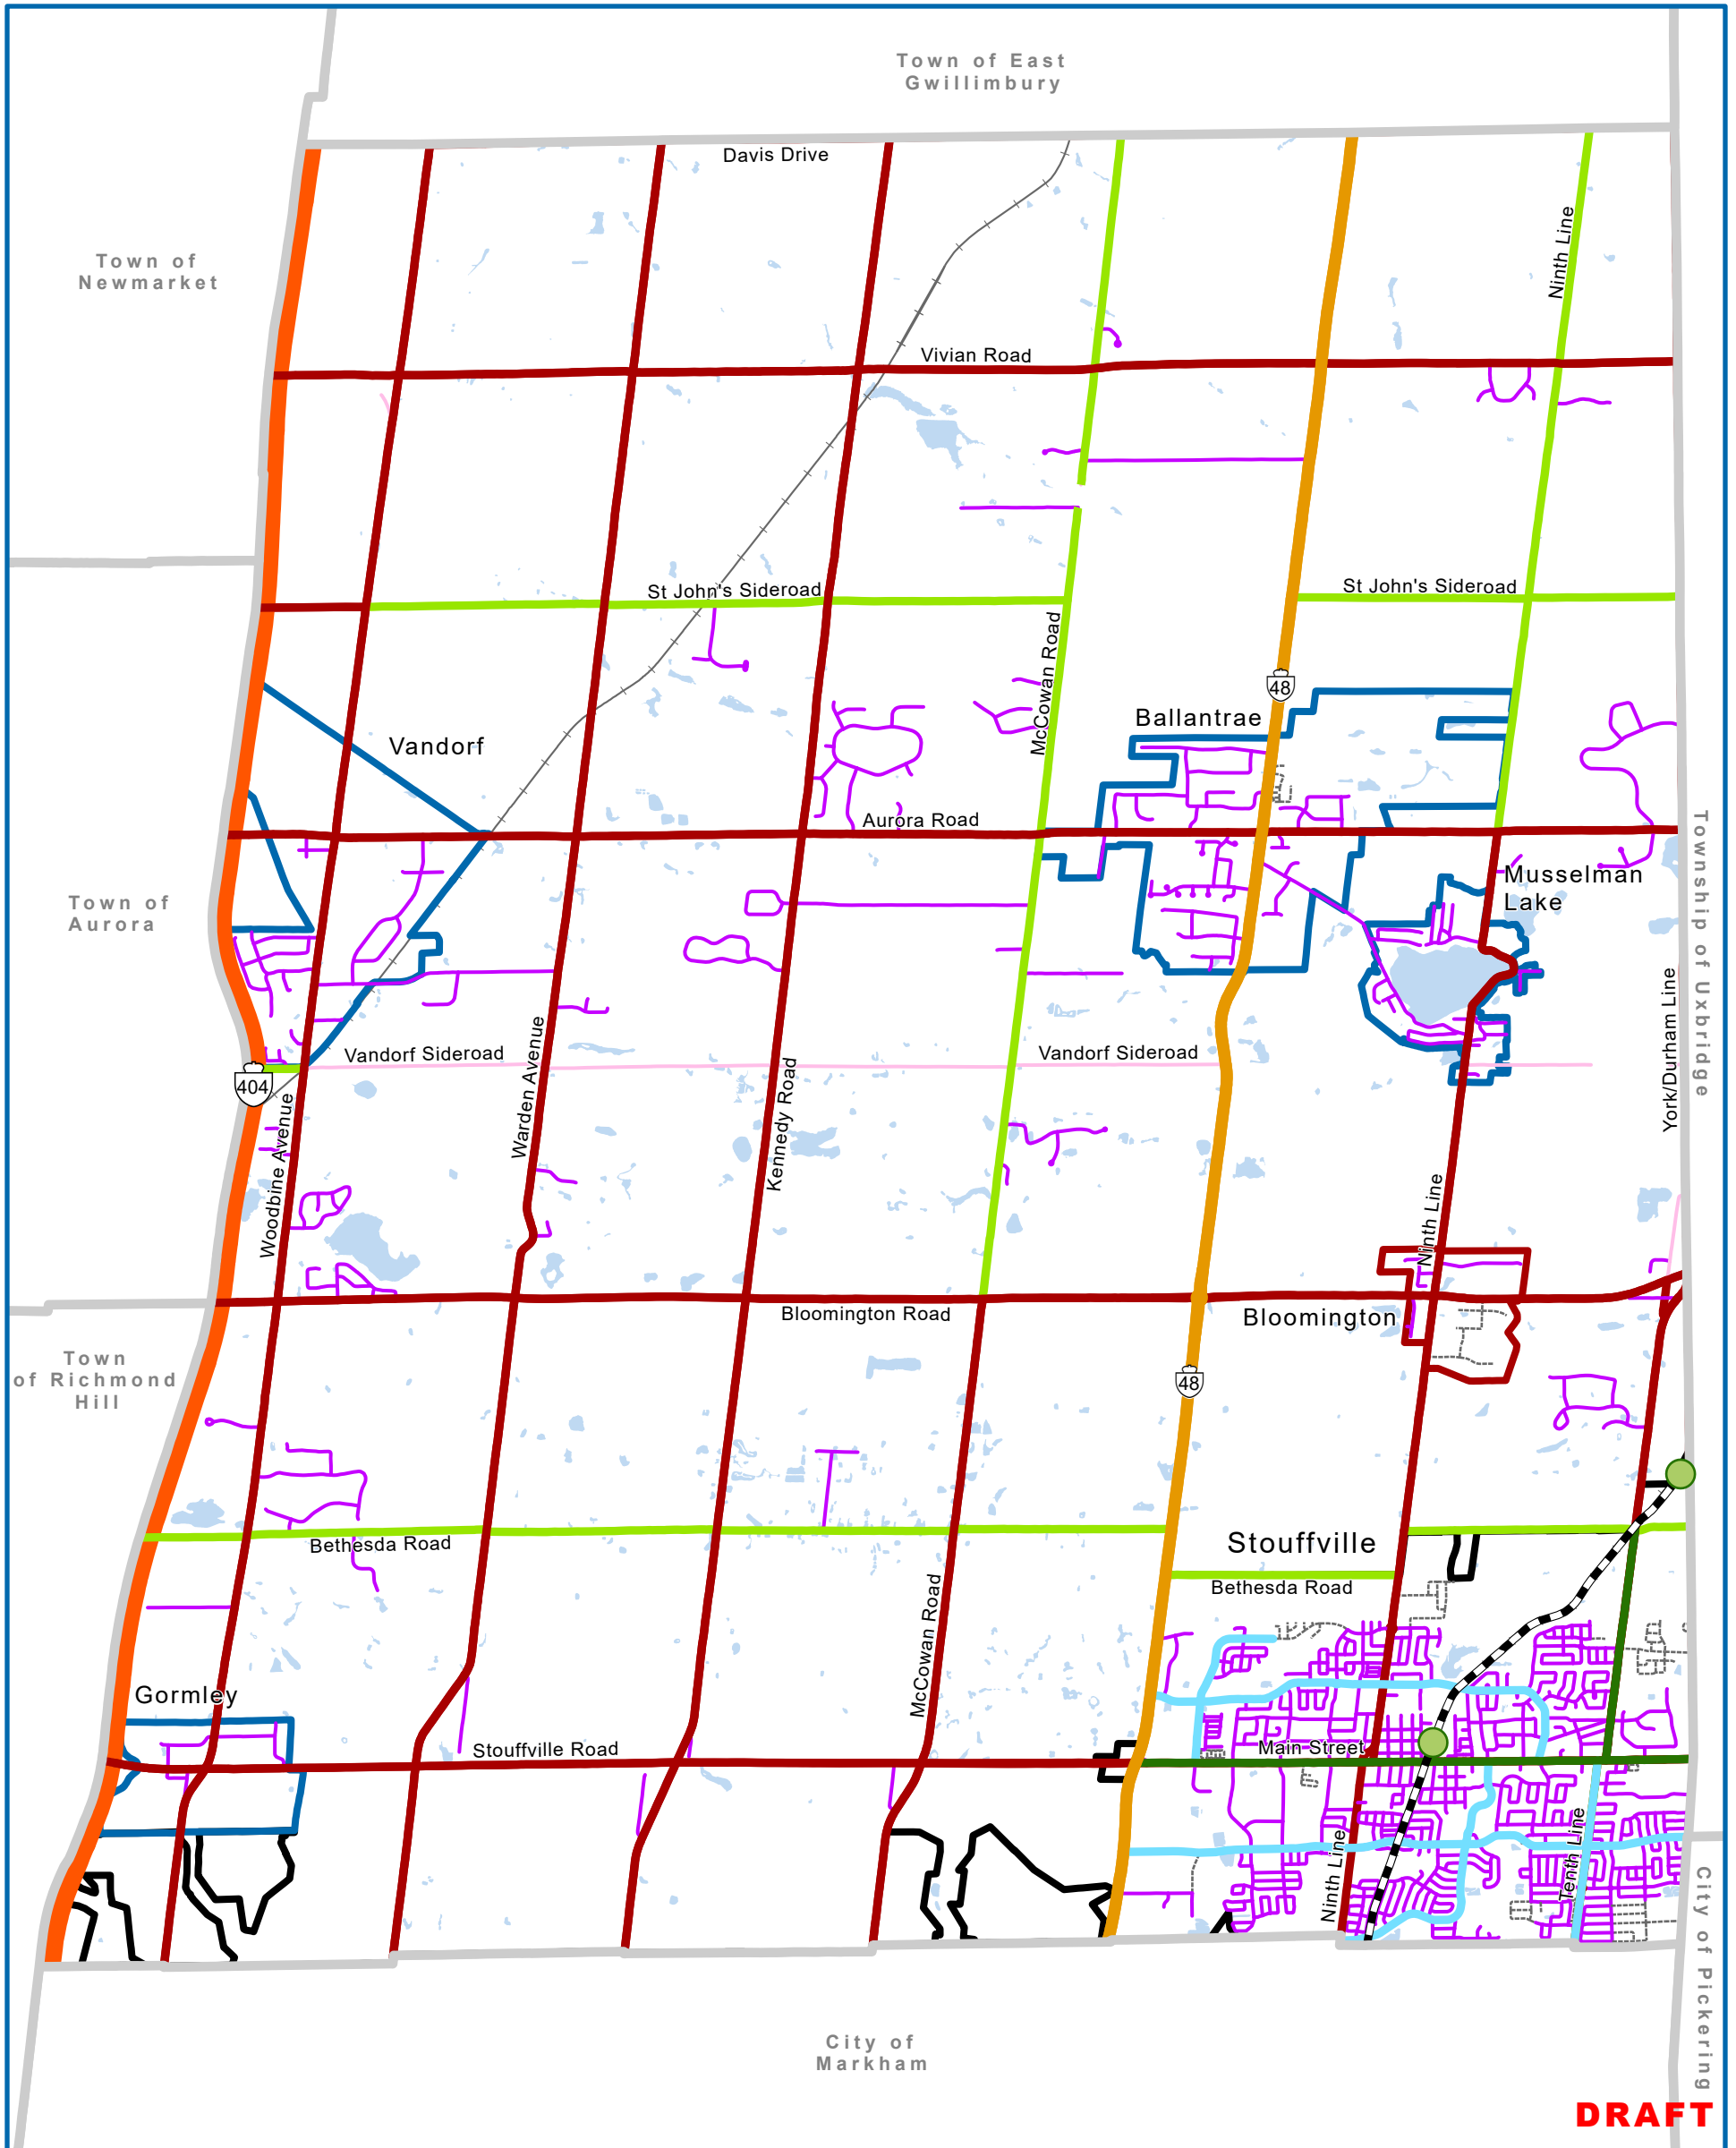 Town of East
Gwillimbury
Davis Drive
Ninth Line
Town of
Newmarket
Vivian Road
St John's Sideroad
St John's Sideroad
McCowan Road
48
Ballantrae
Vandorf
Aurora Road
Township of Uxbridge
Musselman
Lake
Town of
Aurora
York/Durham Line
Warden Avenue
Vandorf Sideroad
Vandorf Sideroad
404
Kennedy Road
Woodbine Avenue
Ninth Line
Bloomington Road
Bloomington
Town
of Richmond
Hill
48
Bethesda Road
Stouffville
Bethesda Road
McCowan Road
Gormley
Stouffville Road
Main Street
Ninth Line
Tenth Line
City of Pickering
City of
Markham
DRAFT